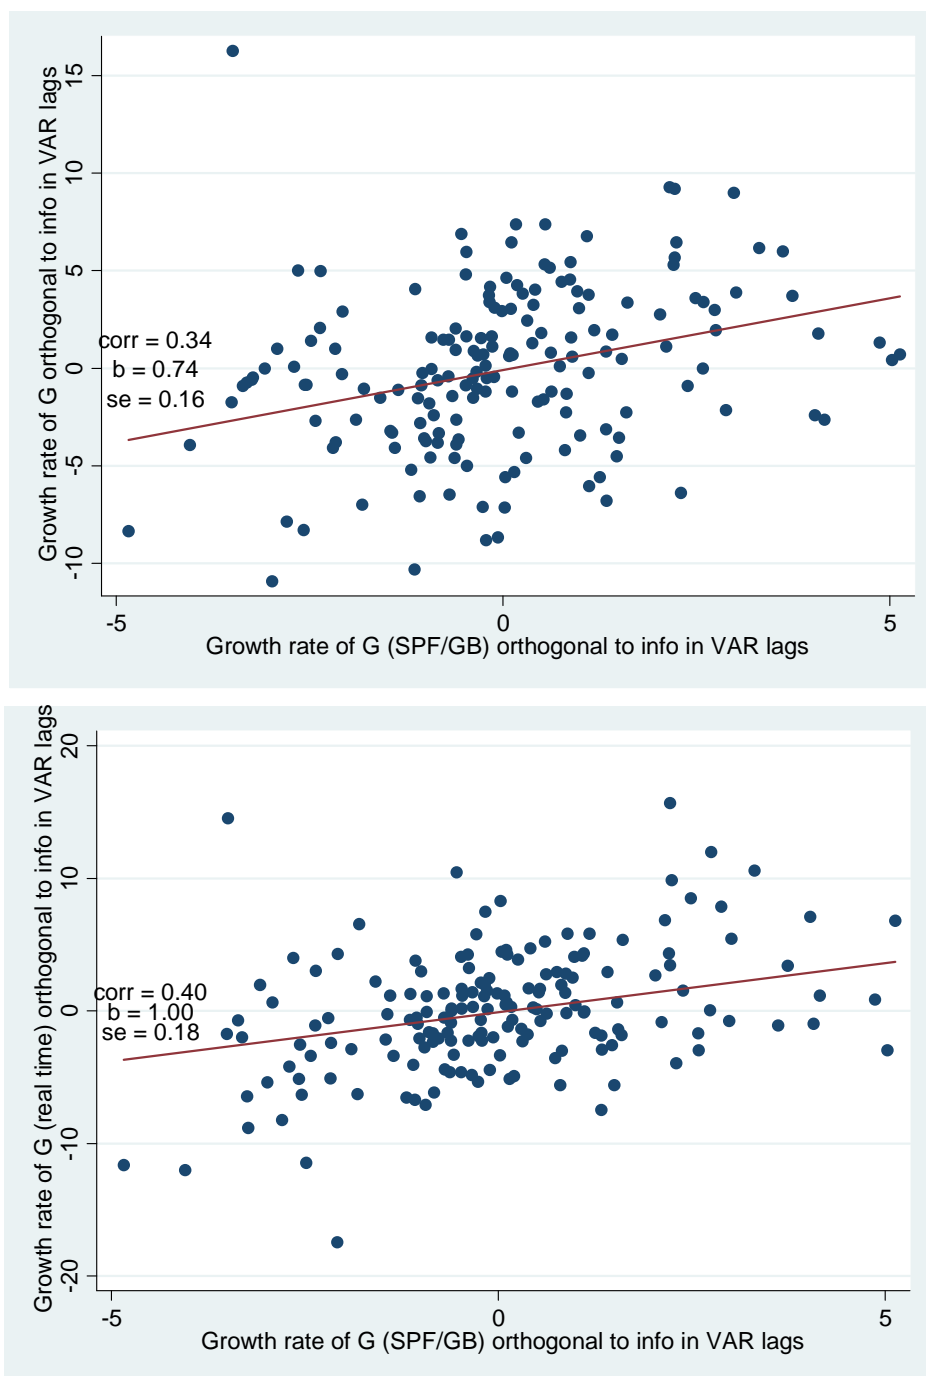 Growth rate of G orthogonal to info in VAR lags
15
10
5
0
-5
-10
corr = 0.34
b = 0.74
se = 0.16
-5
0
5
Growth rate of G (SPF/GB) orthogonal to info in VAR lags
Growth rate of G (real time) orthogonal to info in VAR lags
20
10
0
-10
-20
corr = 0.40
b = 1.00
se = 0.18
-5
0
5
Growth rate of G (SPF/GB) orthogonal to info in VAR lags